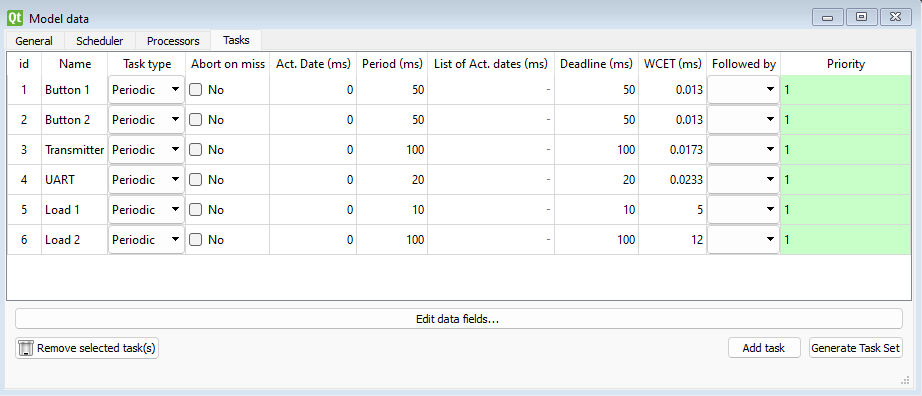 Qt Model data
General Scheduler Processors Tasks
id Name Task type Abort on miss Act. Date (ms) Period (ms) List of Act. dates (ms) Deadline (ms) WCET (ms) Followed by Priority
1 Button 1 Periodic No 0 50 - 50 0.013 1
2 Button 2 Periodic No 0 50 - 50 0.013 1
3 Transmitter Periodic No 0 100 - 100 0.0173 1
4 UART Periodic No 0 20 - 20 0.0233 1
5 Load 1 Periodic No 0 10 - 10 5 1
6 Load 2 Periodic No 0 100 - 100 12 1
Edit data fields...
Remove selected task(s) Add task Generate Task Set